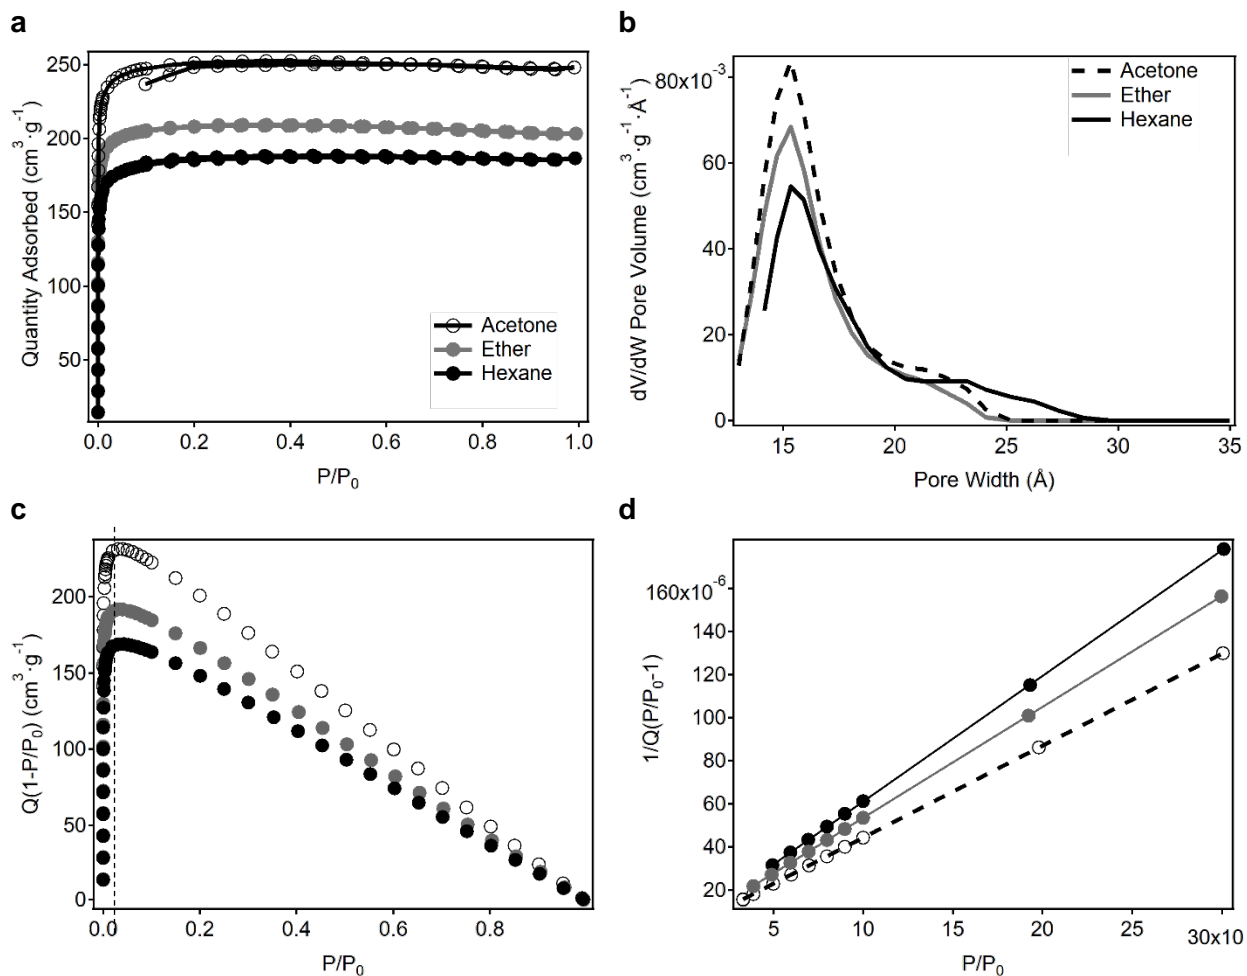 a
Quantity Adsorbed (cm³·g⁻¹)
250
200
150
100
50
0.0 0.2 0.4 0.6 0.8 1.0
P/P₀
Acetone
Ether
Hexane
b
dV/dW Pore Volume (cm³·g⁻¹·Å⁻¹)
80x10⁻³
60
40
20
0
15 20 25 30 35
Pore Width (Å)
Acetone
Ether
Hexane
c
Q(1-P/P₀) (cm³·g⁻¹)
200
150
100
50
0
0.0 0.2 0.4 0.6 0.8
P/P₀
d
1/Q(P/P₀-1)
160x10⁻⁶
140
120
100
80
60
40
20
5 10 15 20 25 30x10
P/P₀